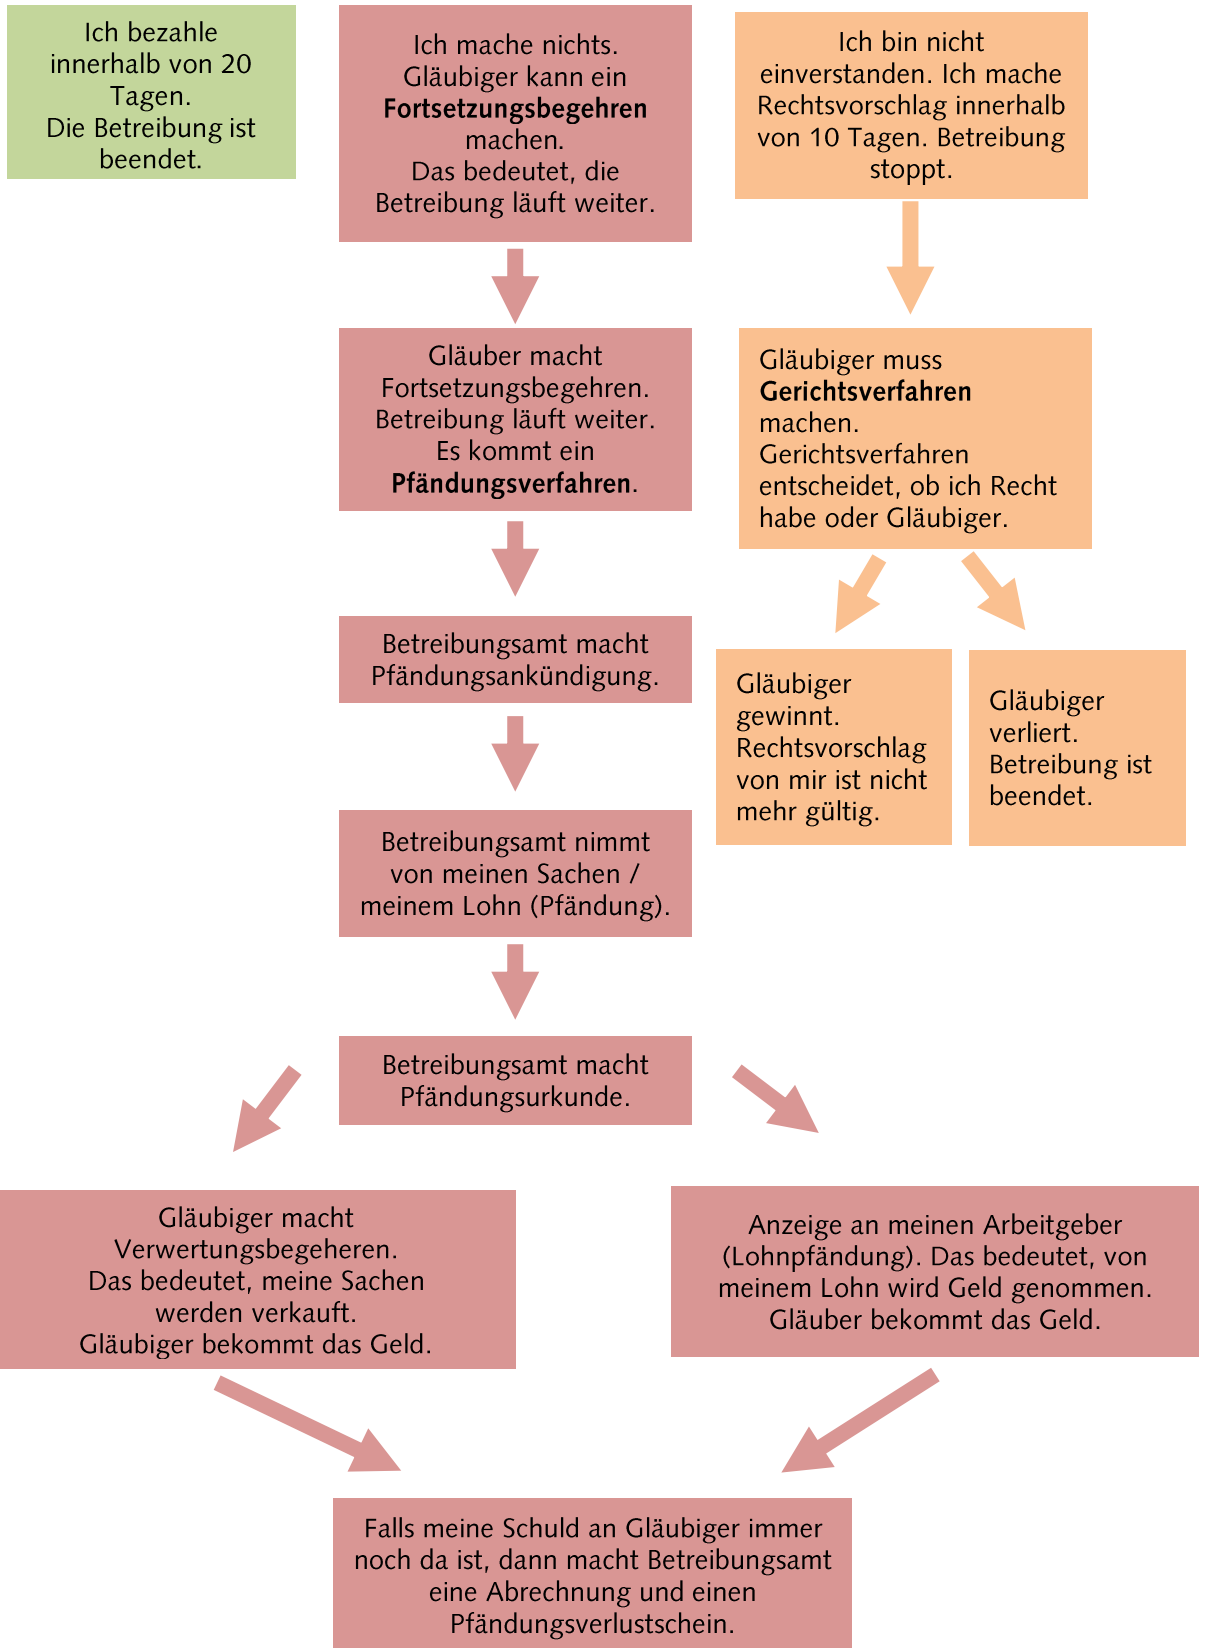 Ich bezahle
innerhalb von 20
Tagen.
Die Betreibung ist
beendet.
Ich mache nichts.
Gläubiger kann ein
Fortsetzungsbegehren
machen.
Das bedeutet, die
Betreibung läuft weiter.
Ich bin nicht
einverstanden. Ich mache
Rechtsvorschlag innerhalb
von 10 Tagen. Betreibung
stoppt.
Gläuber macht
Fortsetzungsbegehren.
Betreibung läuft weiter.
Es kommt ein
Pfändungsverfahren.
Gläubiger muss
Gerichtsverfahren
machen.
Gerichtsverfahren
entscheidet, ob ich Recht
habe oder Gläubiger.
Betreibungsamt macht
Pfändungsankündigung.
Gläubiger
gewinnt.
Rechtsvorschlag
von mir ist nicht
mehr gültig.
Gläubiger
verliert.
Betreibung ist
beendet.
Betreibungsamt nimmt
von meinen Sachen /
meinem Lohn (Pfändung).
Betreibungsamt macht
Pfändungsurkunde.
Gläubiger macht
Verwertungsbegeheren.
Das bedeutet, meine Sachen
werden verkauft.
Gläubiger bekommt das Geld.
Anzeige an meinen Arbeitgeber
(Lohnpfändung). Das bedeutet, von
meinem Lohn wird Geld genommen.
Gläuber bekommt das Geld.
Falls meine Schuld an Gläubiger immer
noch da ist, dann macht Betreibungsamt
eine Abrechnung und einen
Pfändungsverlustschein.